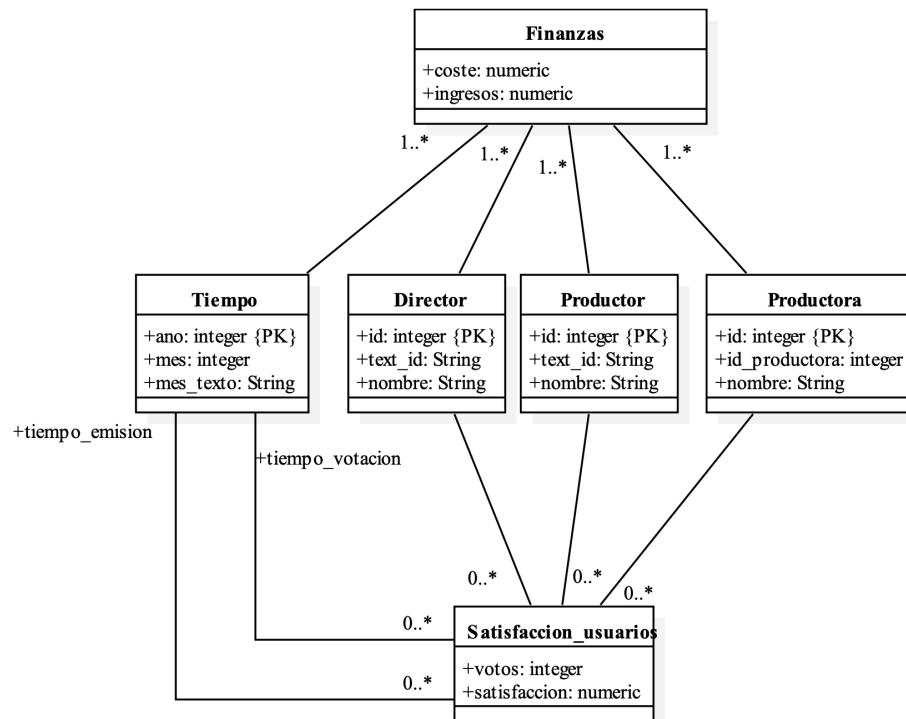 Finanzas
+coste: numeric
+ingresos: numeric
1..*
1..*
1..*
1..*
Tiempo
+ano: integer {PK}
+mes: integer
+mes_texto: String
Director
+id: integer {PK}
+text_id: String
+nombre: String
Productor
+id: integer {PK}
+text_id: String
+nombre: String
Productora
+id: integer {PK}
+id_productora: integer
+nombre: String
+tiempo_emision
+tiempo_votacion
0..*
0..*
0..*
0..*
0..*
Satisfaccion_usuarios
+votos: integer
+satisfaccion: numeric